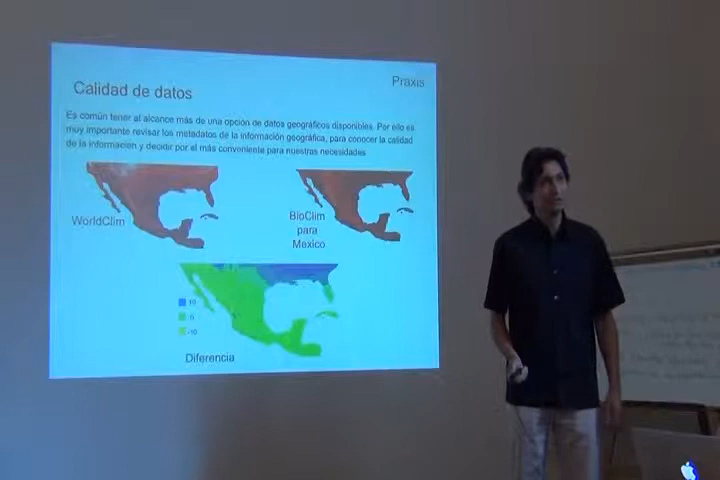 Praxis
Calidad de datos
Es común tener al alcance más de una opción de datos geográficos disponibles. Por ello es
muy importante revisar los metadatos de la información geográfica, para conocer la calidad
de la información y decidir por el más conveniente para nuestras necesidades
WorldClim
BioClim
para
Mexico
10
-10
Diferencia